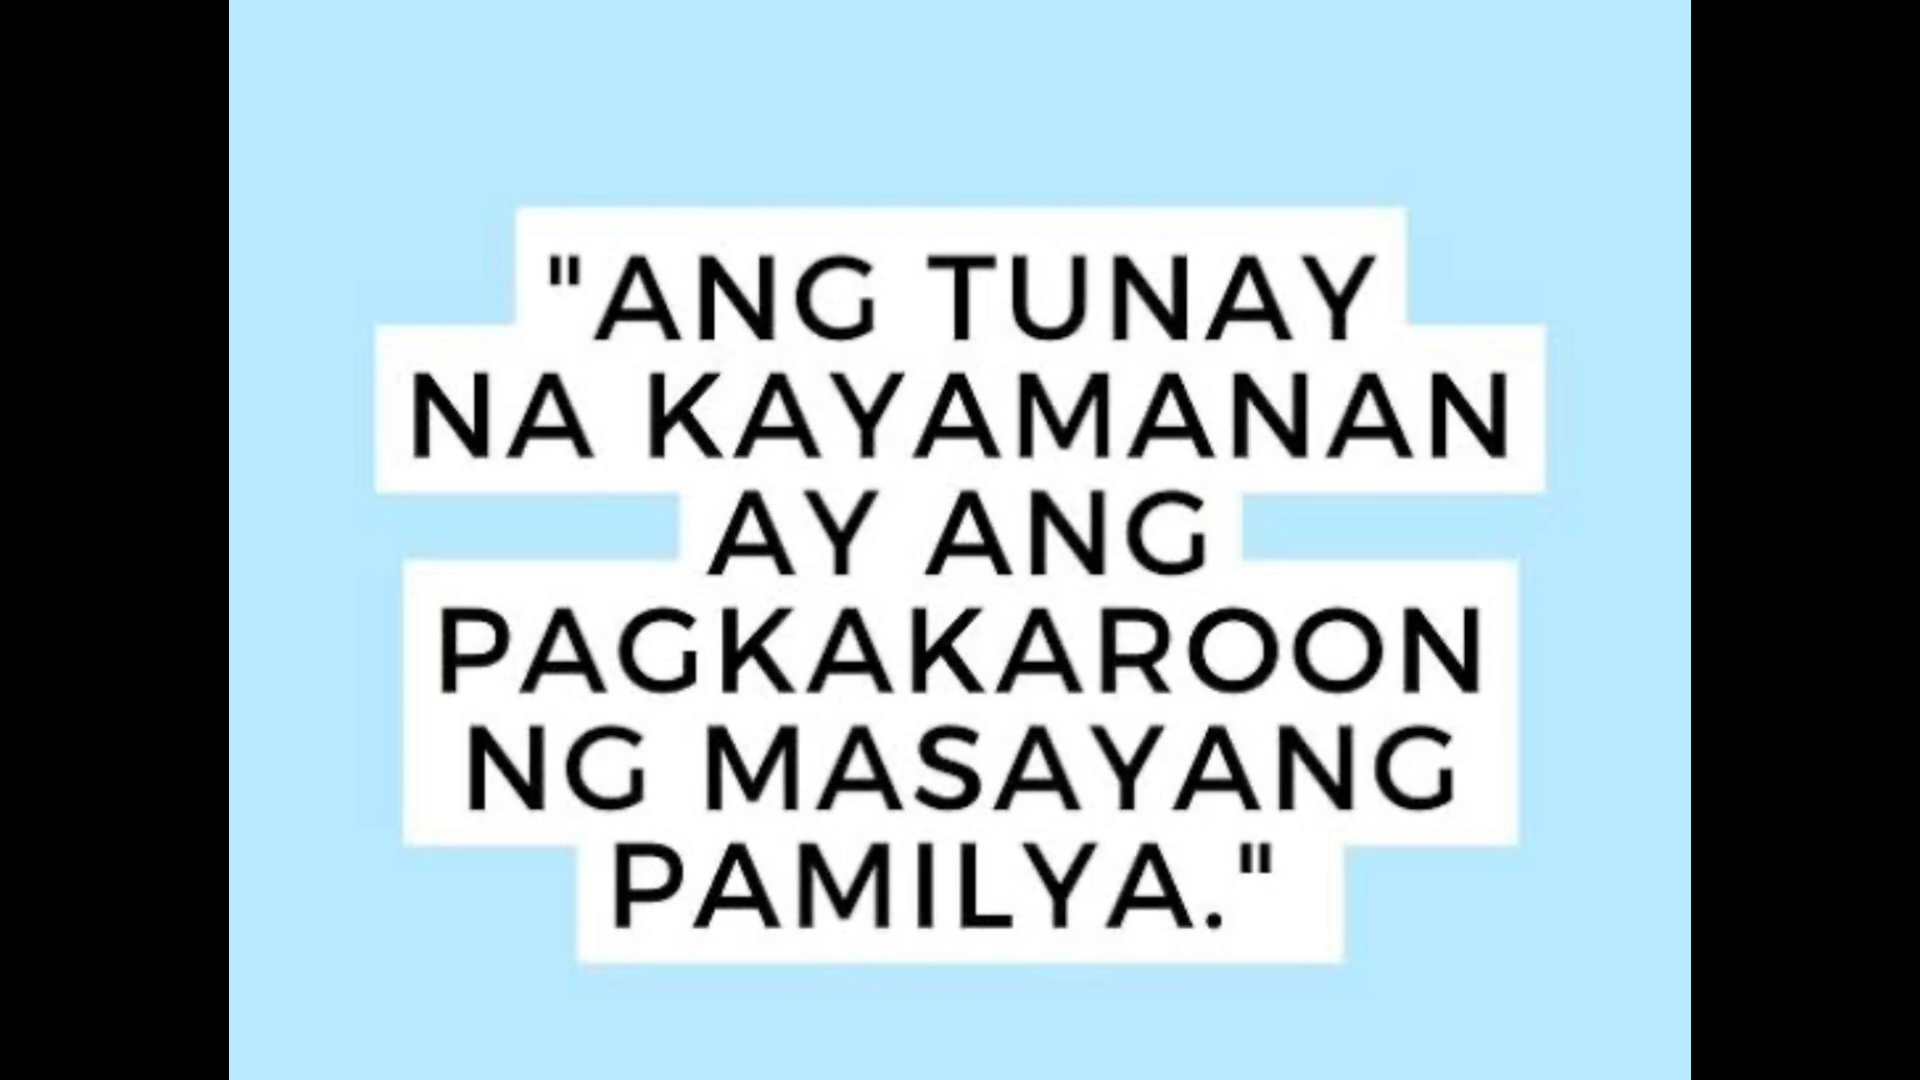 "ANG TUNAY
NA KAYAMANAN
AY ANG
PAGKAKAROON
NG MASAYANG
PAMILYA."